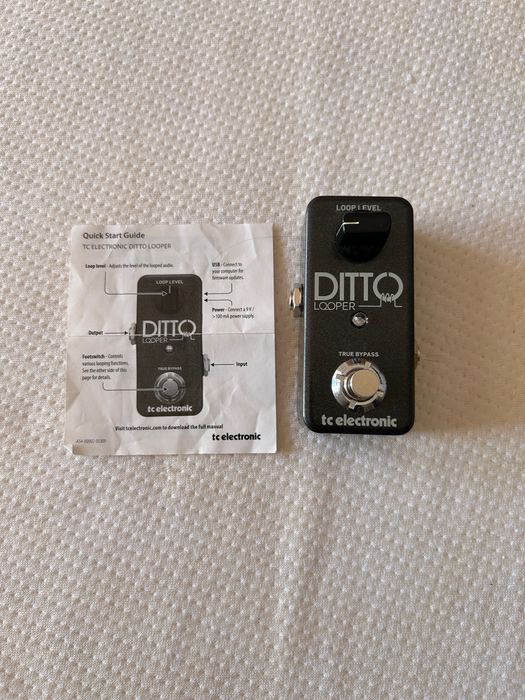 Quick Start Guide
TC ELECTRONIC DITTO LOOPER
Loop level - Adjusts the level of the looped audio.
USB - Connect to
your computer for
firmware updates.
LOOP LEVEL
Power - Connect a 9 V /
>100 mA power supply.
Output
DITTO
LOOPER
Footswitch - Controls
various looping functions.
See the other side of this
page for details.
TRUE BYPASS
Input
tc electronic
Visit tcelectronic.com to download the full manual
tc electronic
LOOP LEVEL
DITTO
LOOPER
TRUE BYPASS
tc electronic